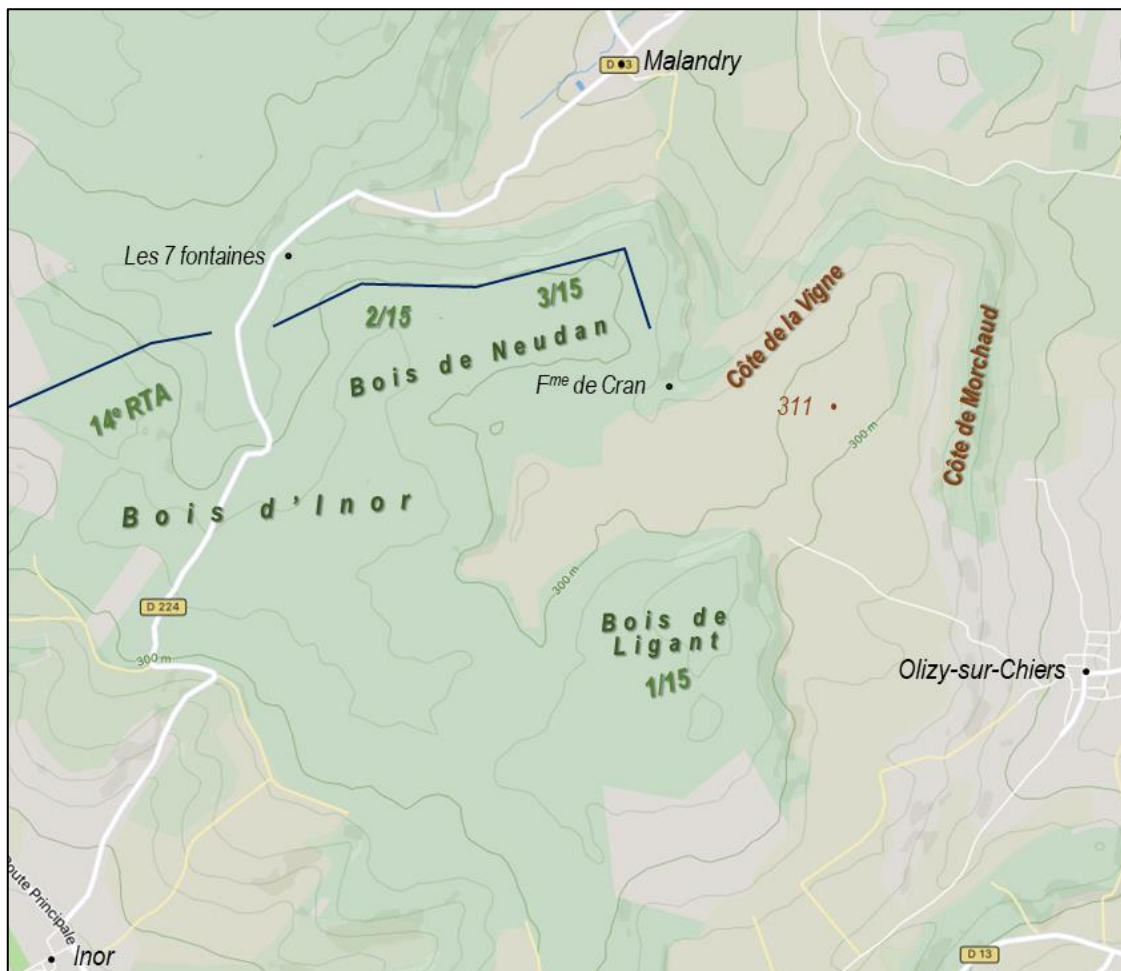 Malandry
Les 7 fontaines
3/15
2/15
Côte de la Vigne
Bois de Neudan
Côte de Morchaud
Fme de Cran
14e RTA
311
300 m
Bois d'Inor
300 m
D 224
Bois de
Ligant
300 m
1/15
Olizy-sur-Chiers
Route Principale
Inor
D 13